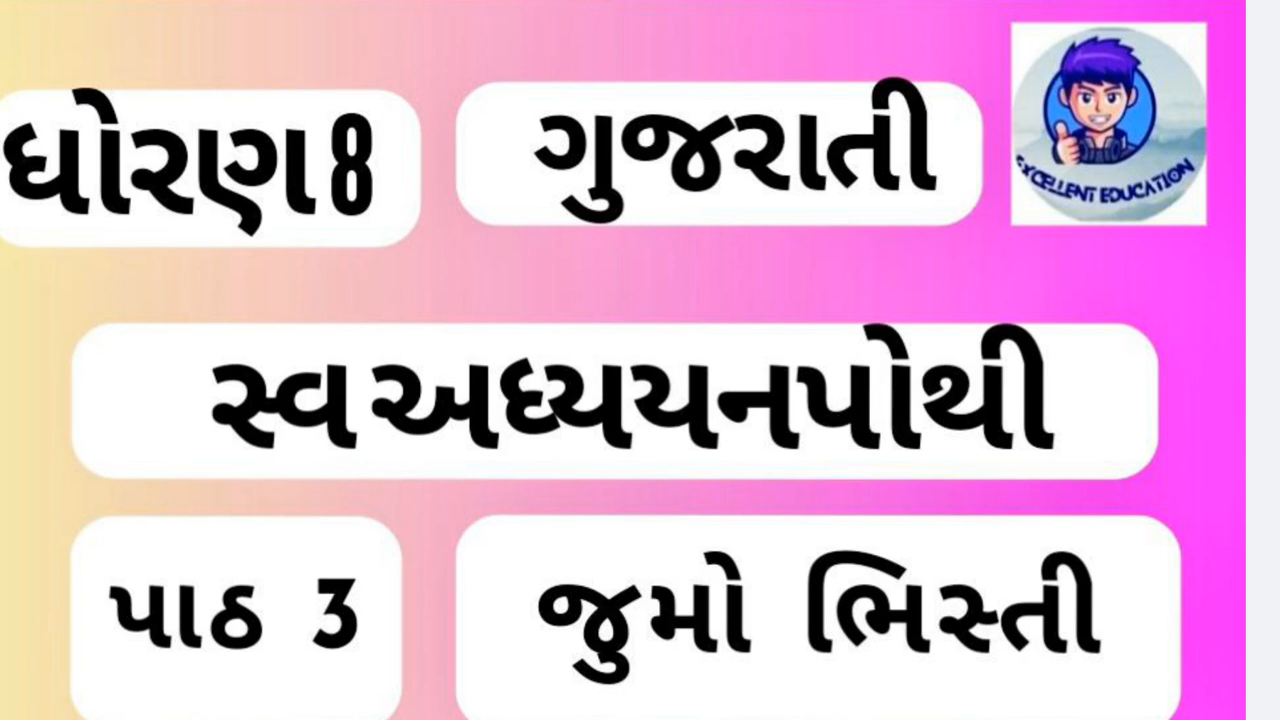 ધોરણ 8 ગુજરાતી
EXCELLENT EDUCATION
સ્વ અધ્યયનપોથી
પાઠ 3 જુમો ભિસ્તી